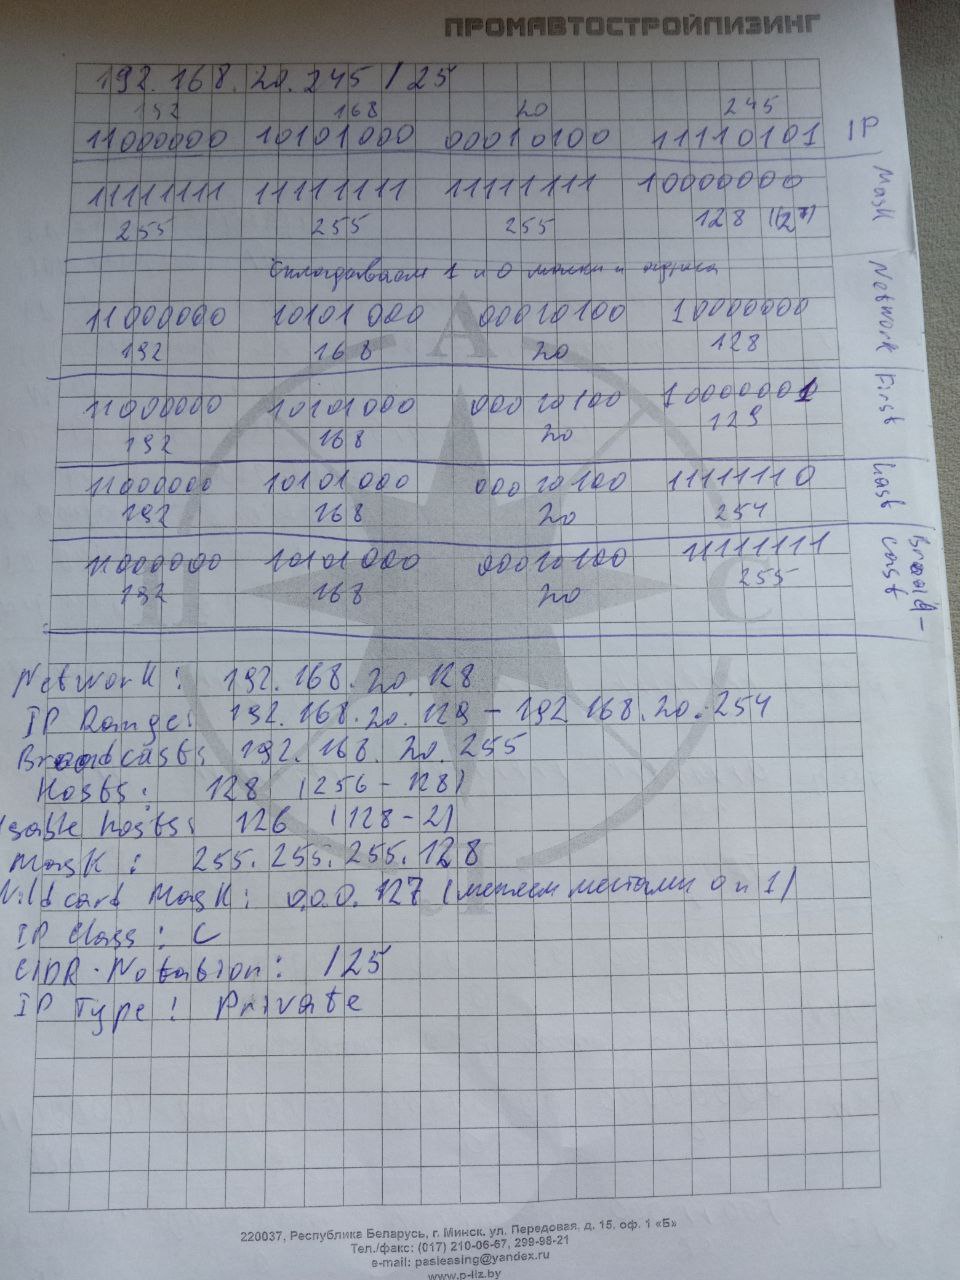 ПРОМАВТОСТРОЙЛИЗИНГ
192.168.20.245 /25
192 168 20 245
11000000 10101000 00010100 11110101 IP
11111111 11111111 11111111 10000000 Mask
255 255 255 128 (2⁷)
1 и 0 маски и
11000000 10101000 00010100 10000000 Network
192 168 20 128
11000000 10101000 00010100 10000001 First
192 168 20 129
11000000 10101000 00010100 11111110 Last
192 168 20 254
11000000 10101000 00010100 11111111 Broad-cast
192 168 20 255
Network: 192.168.20.128
IP Range: 192.168.20.129 - 192.168.20.254
Broadcast: 192.168.20.255
Hosts: 128 (256-128)
Usable hosts: 126 (128-2)
Mask: 255.255.255.128
Wildcard Mask: 0.0.0.127 (меняем местами 0 и 1)
IP Class: C
CIDR-Notation: /25
IP Type: Private
220037, Республика Беларусь, г. Минск, ул. Передовая, д. 15, оф. 1 «Б»
Тел./факс: (017) 210-06-67, 299-98-21
e-mail: pasleasing@yandex.ru
www.p-liz.by